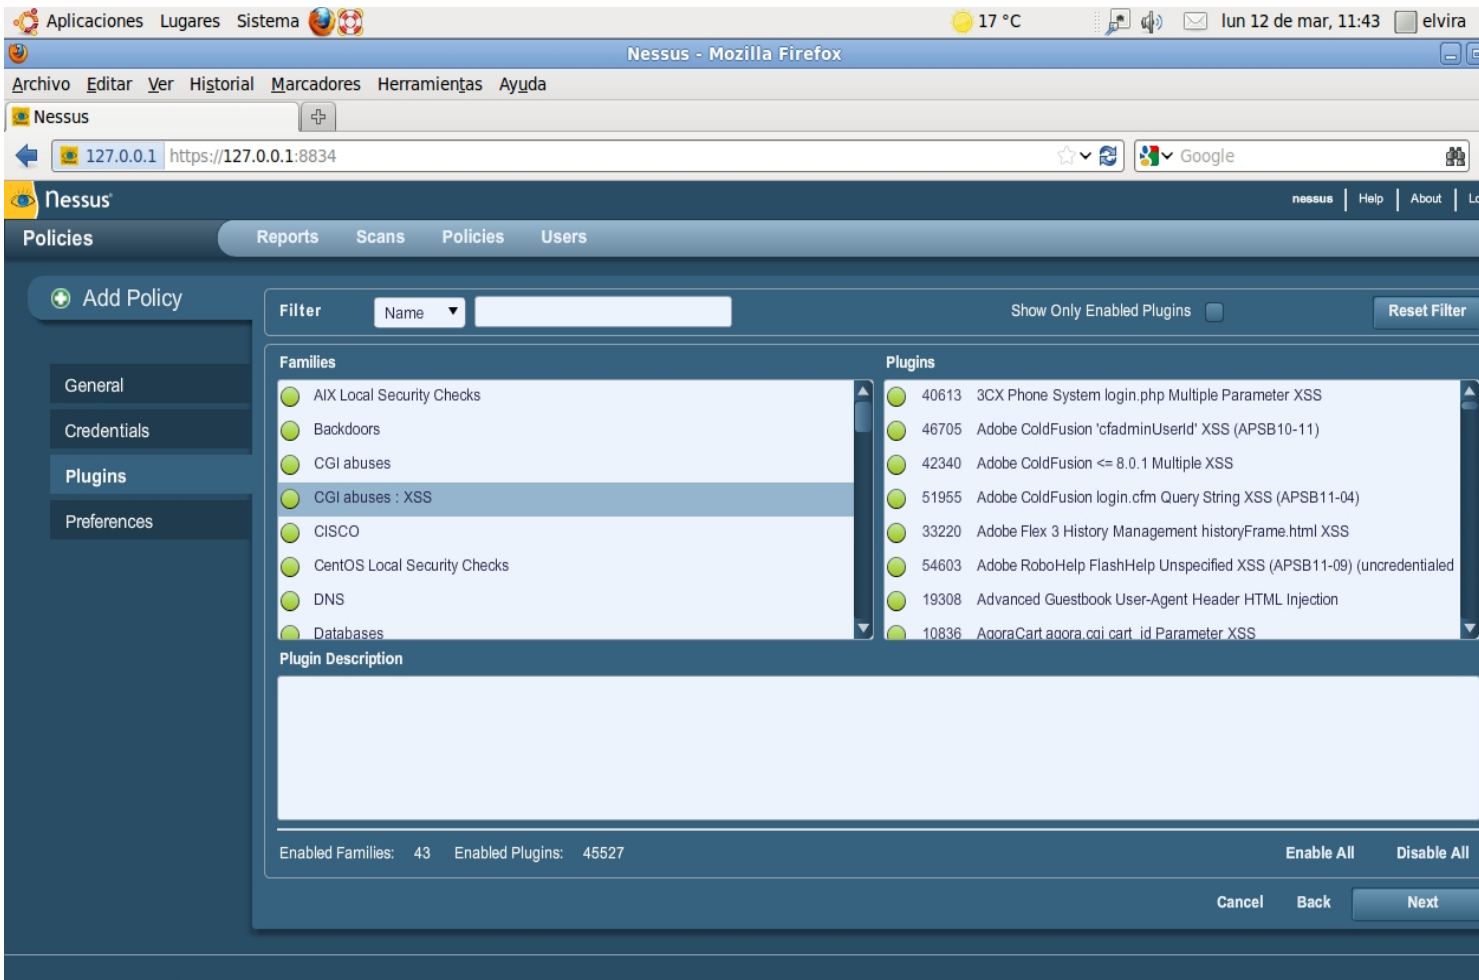 Aplicaciones Lugares Sistema 17 °C lun 12 de mar, 11:43 elvira
Nessus - Mozilla Firefox
Archivo Editar Ver Historial Marcadores Herramientas Ayuda
Nessus
127.0.0.1 https://127.0.0.1:8834 Google
nessus nessus Help About
Policies Reports Scans Policies Users
Add Policy
Filter Name Show Only Enabled Plugins Reset Filter
General
Credentials
Plugins
Preferences
Families
AIX Local Security Checks
Backdoors
CGI abuses
CGI abuses : XSS
CISCO
CentOS Local Security Checks
DNS
Databases
Plugins
40613 3CX Phone System login.php Multiple Parameter XSS
46705 Adobe ColdFusion 'cfadminUserId' XSS (APSB10-11)
42340 Adobe ColdFusion <= 8.0.1 Multiple XSS
51955 Adobe ColdFusion login.cfm Query String XSS (APSB11-04)
33220 Adobe Flex 3 History Management historyFrame.html XSS
54603 Adobe RoboHelp FlashHelp Unspecified XSS (APSB11-09) (uncredentialed
19308 Advanced Guestbook User-Agent Header HTML Injection
10836 AgoraCart agora.cgi cart_id Parameter XSS
Plugin Description
Enabled Families: 43 Enabled Plugins: 45527 Enable All Disable All
Cancel Back Next